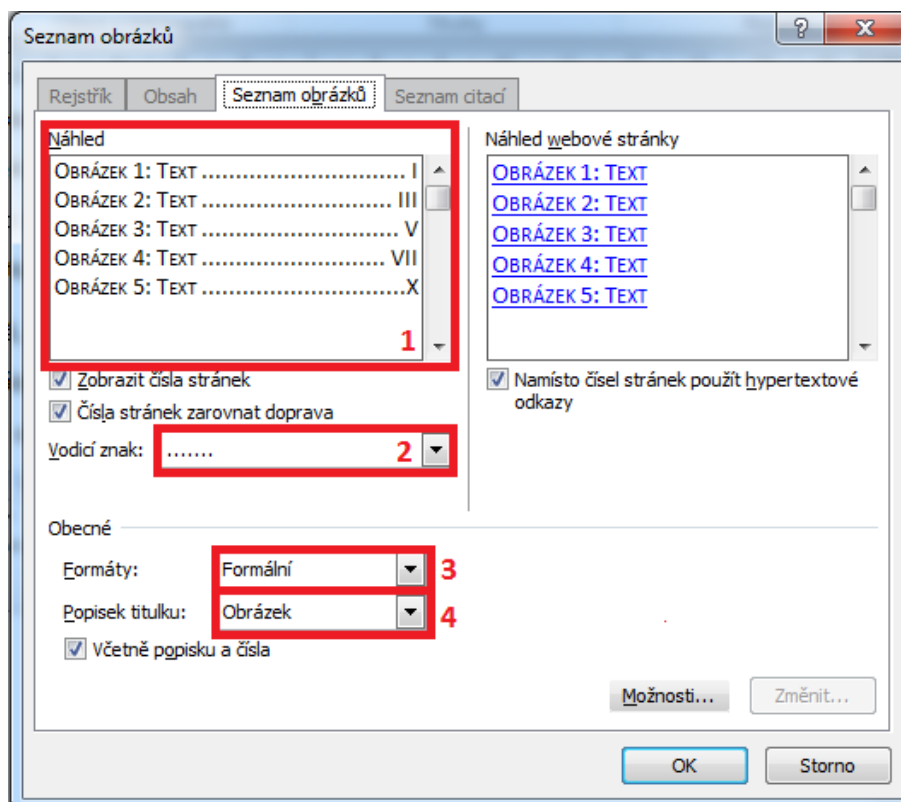 Seznam obrázků
Rejstřík Obsah Seznam obrázků Seznam citací
Náhled
OBRÁZEK 1: TEXT ............................................ I
OBRÁZEK 2: TEXT .......................................... III
OBRÁZEK 3: TEXT ........................................... V
OBRÁZEK 4: TEXT ........................................ VII
OBRÁZEK 5: TEXT ............................................X
1
Zobrazit čísla stránek
Čísla stránek zarovnat doprava
Vodicí znak: ....... 2
Náhled webové stránky
OBRÁZEK 1: TEXT
OBRÁZEK 2: TEXT
OBRÁZEK 3: TEXT
OBRÁZEK 4: TEXT
OBRÁZEK 5: TEXT
Namísto čísel stránek použít hypertextové
odkazy
Obecné
Formáty: Formální 3
Popisek titulku: Obrázek 4
Včetně popisku a čísla
Možnosti... Změnit...
OK Storno